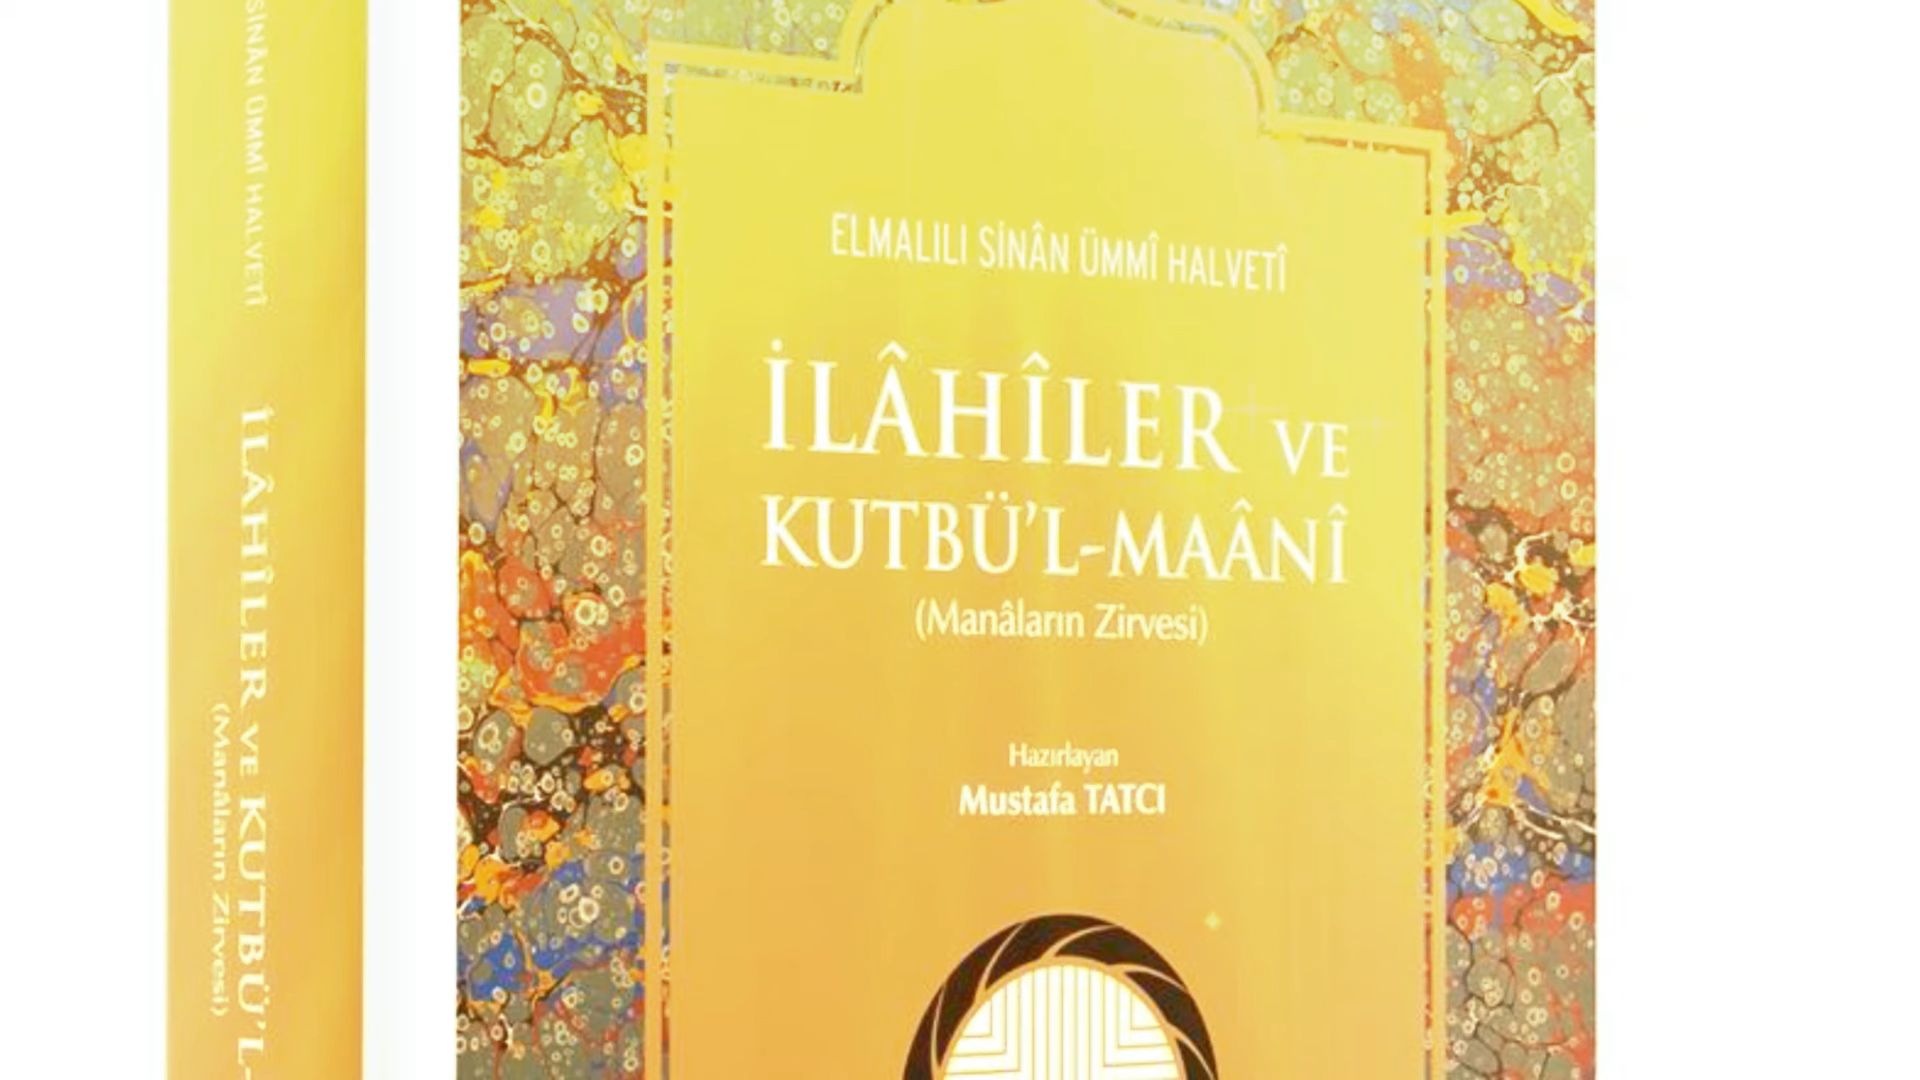 SİNÂN ÜMMÎ HALVETÎ
İLÂHÎLER VE KUTBÜ'L-
(Manâların Zirvesi)
ELMALILI SİNÂN ÜMMÎ HALVETÎ
İLÂHÎLER VE
KUTBÜ'L-MAÂNÎ
(Manâların Zirvesi)
Hazırlayan
Mustafa TATCI